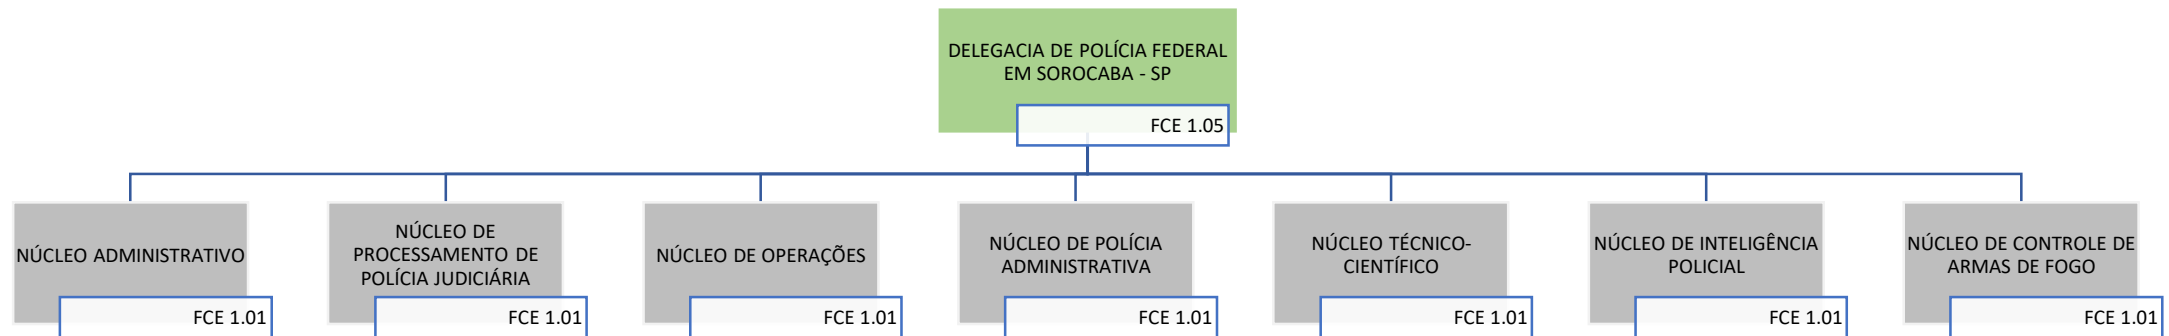 DELEGACIA DE POLÍCIA FEDERAL
EM SOROCABA - SP
FCE 1.05
NÚCLEO ADMINISTRATIVO
FCE 1.01
NÚCLEO DE
PROCESSAMENTO DE
POLÍCIA JUDICIÁRIA
FCE 1.01
NÚCLEO DE OPERAÇÕES
FCE 1.01
NÚCLEO DE POLÍCIA
ADMINISTRATIVA
FCE 1.01
NÚCLEO TÉCNICO-
CIENTÍFICO
FCE 1.01
NÚCLEO DE INTELIGÊNCIA
POLICIAL
FCE 1.01
NÚCLEO DE CONTROLE DE
ARMAS DE FOGO
FCE 1.01